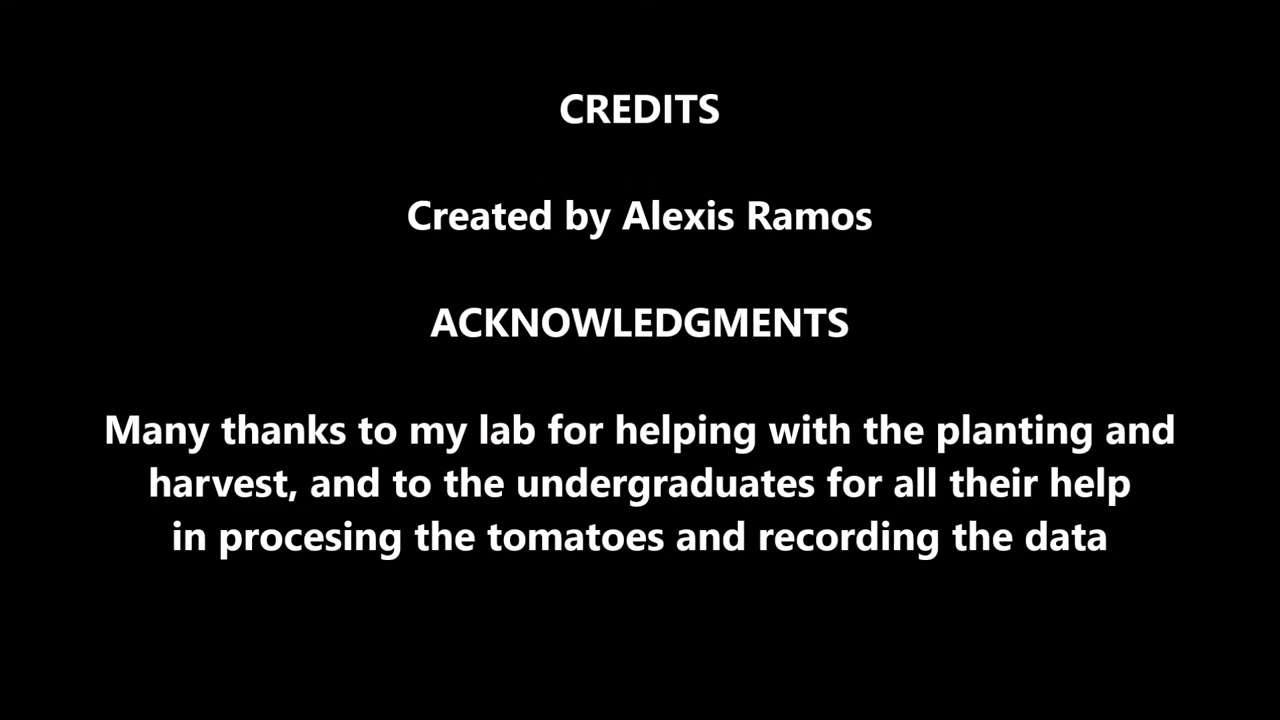 CREDITS
Created by Alexis Ramos
ACKNOWLEDGMENTS
Many thanks to my lab for helping with the planting and
harvest, and to the undergraduates for all their help
in procesing the tomatoes and recording the data